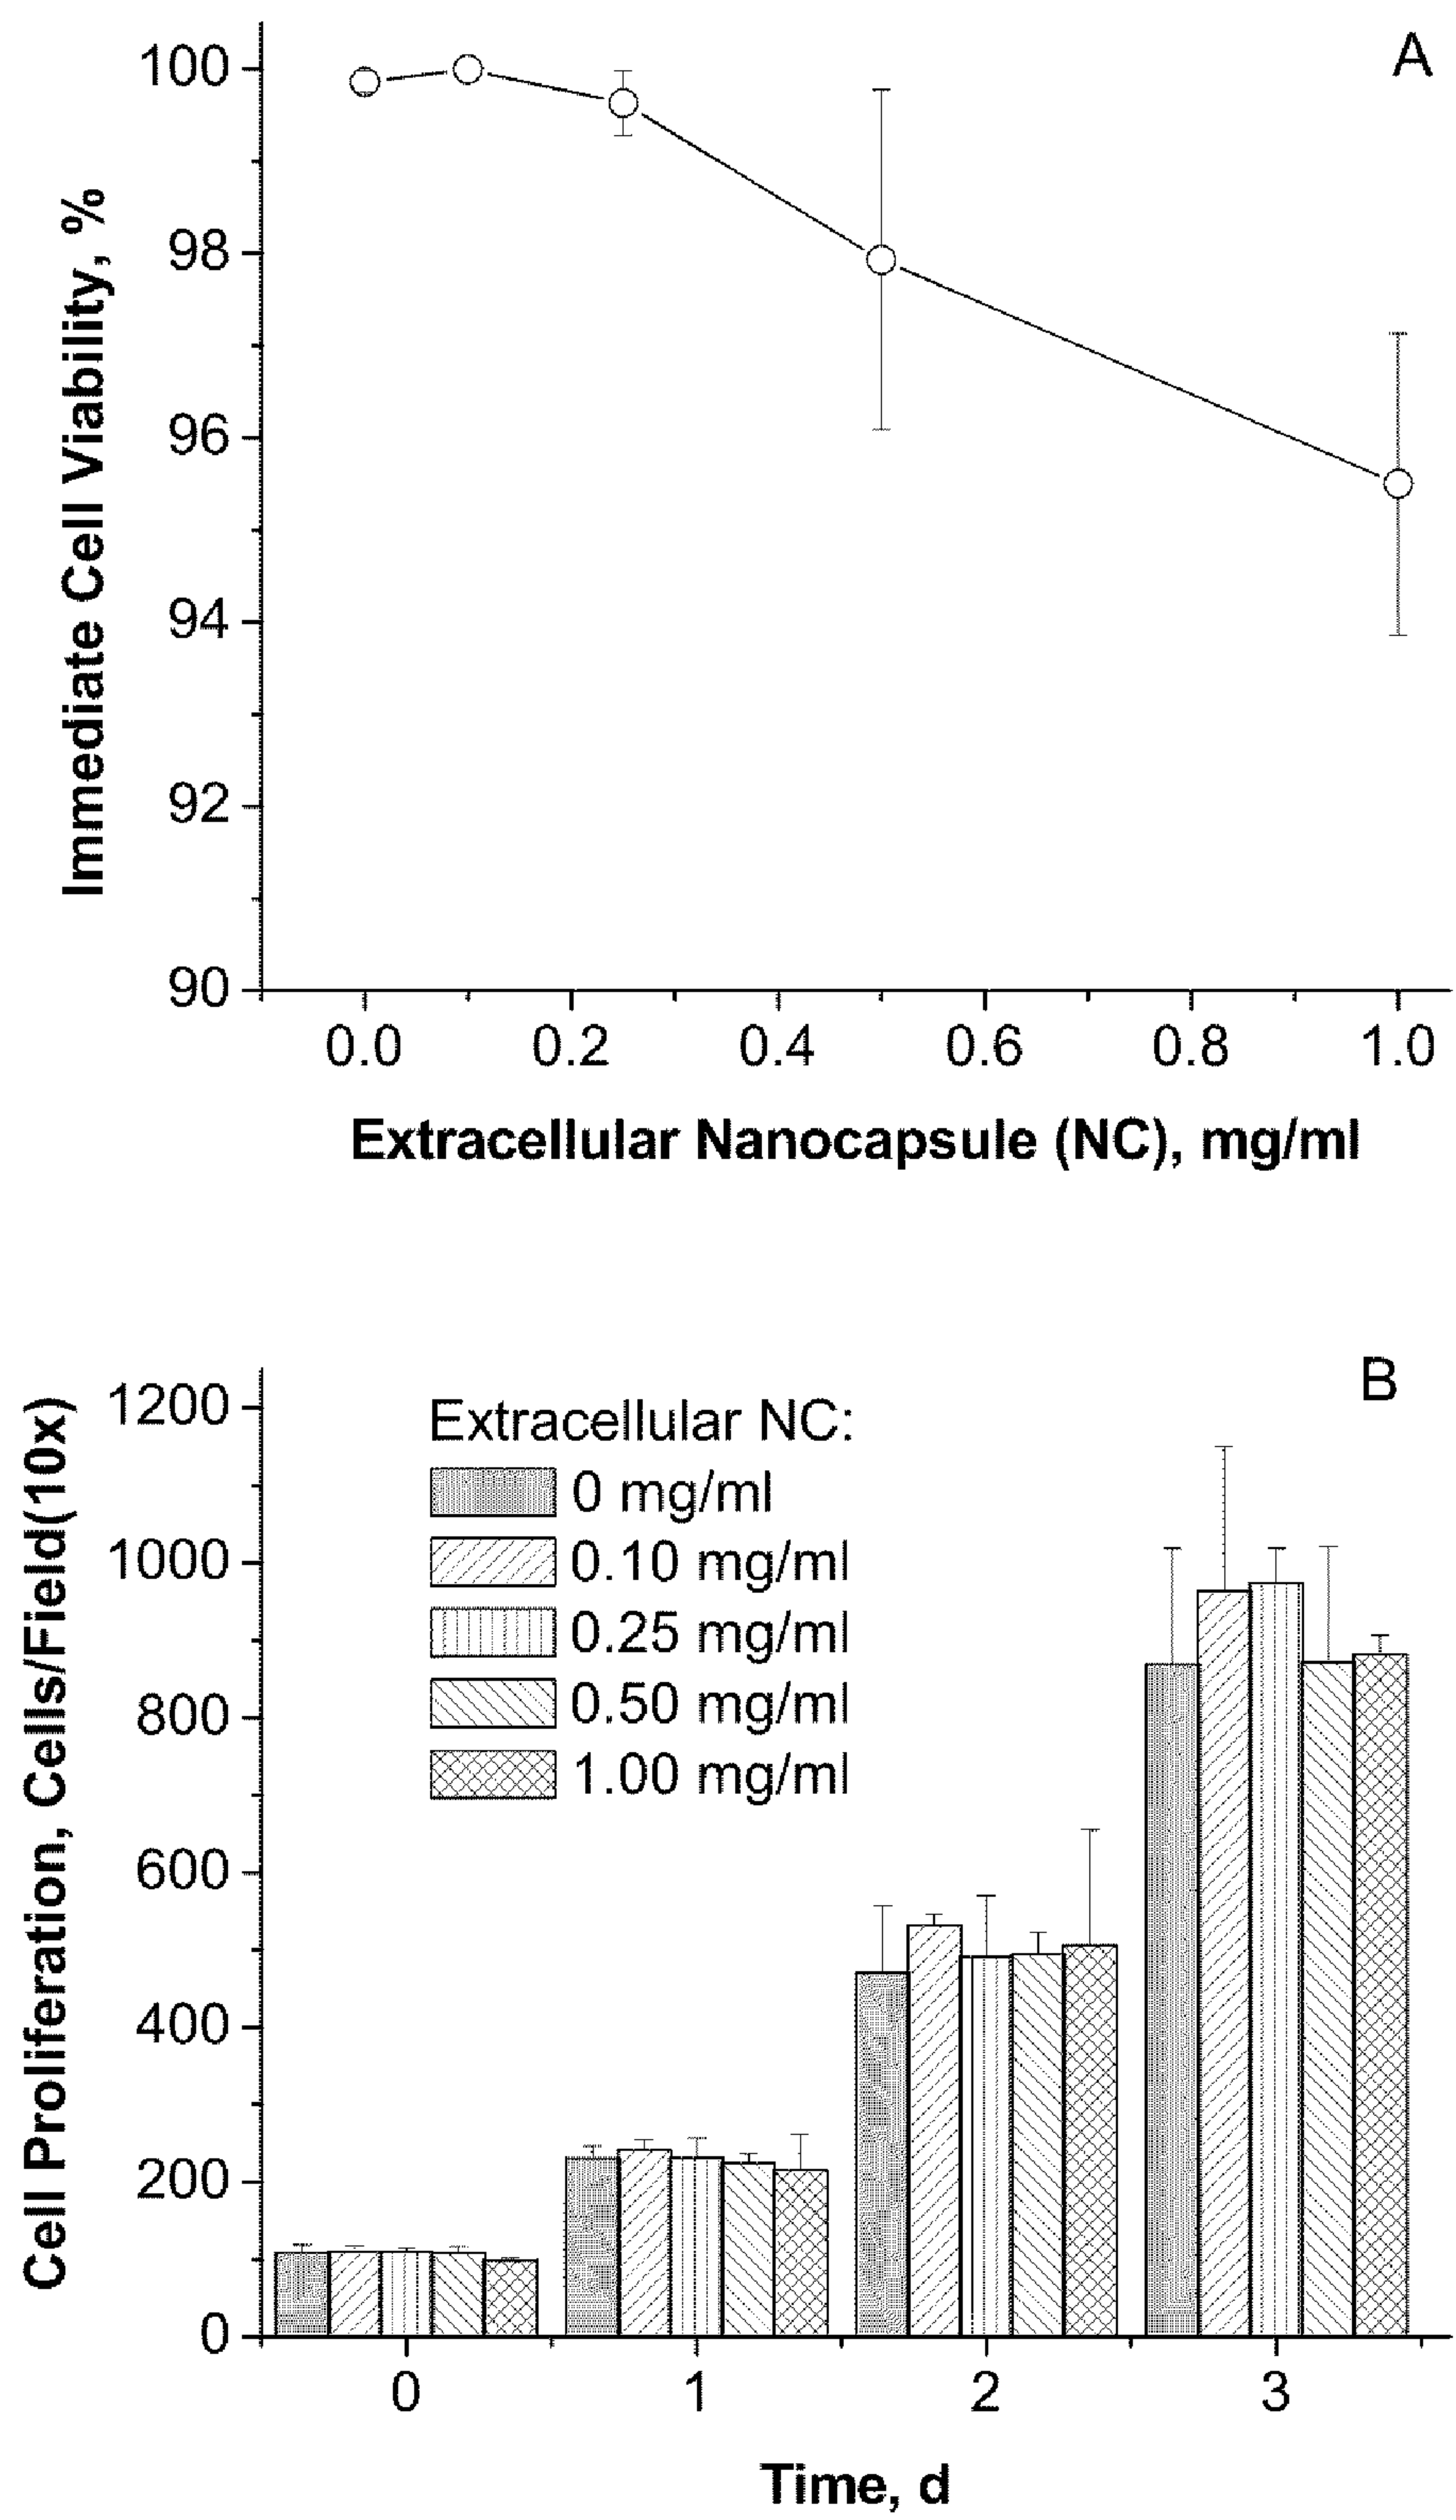 A
100
98
96
94
92
90
Immediate Cell Viability, %
0.0 0.2 0.4 0.6 0.8 1.0
Extracellular Nanocapsule (NC), mg/ml
B
1200
1000
800
600
400
200
0
Cell Proliferation, Cells/Field(10x)
Extracellular NC:
0 mg/ml
0.10 mg/ml
0.25 mg/ml
0.50 mg/ml
1.00 mg/ml
0 1 2 3
Time, d